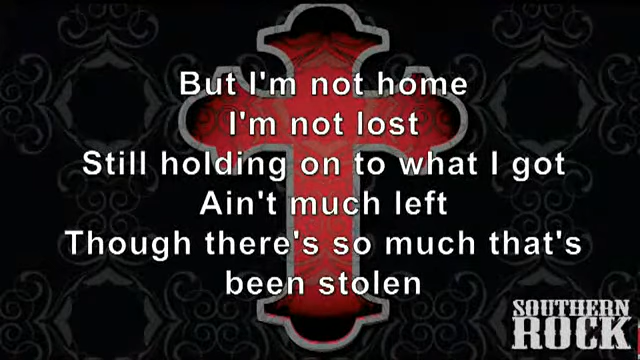 But I'm not home
I'm not lost
Still holding on to what I got
Ain't much left
Though there's so much that's
been stolen
SOUTHERN
ROCK